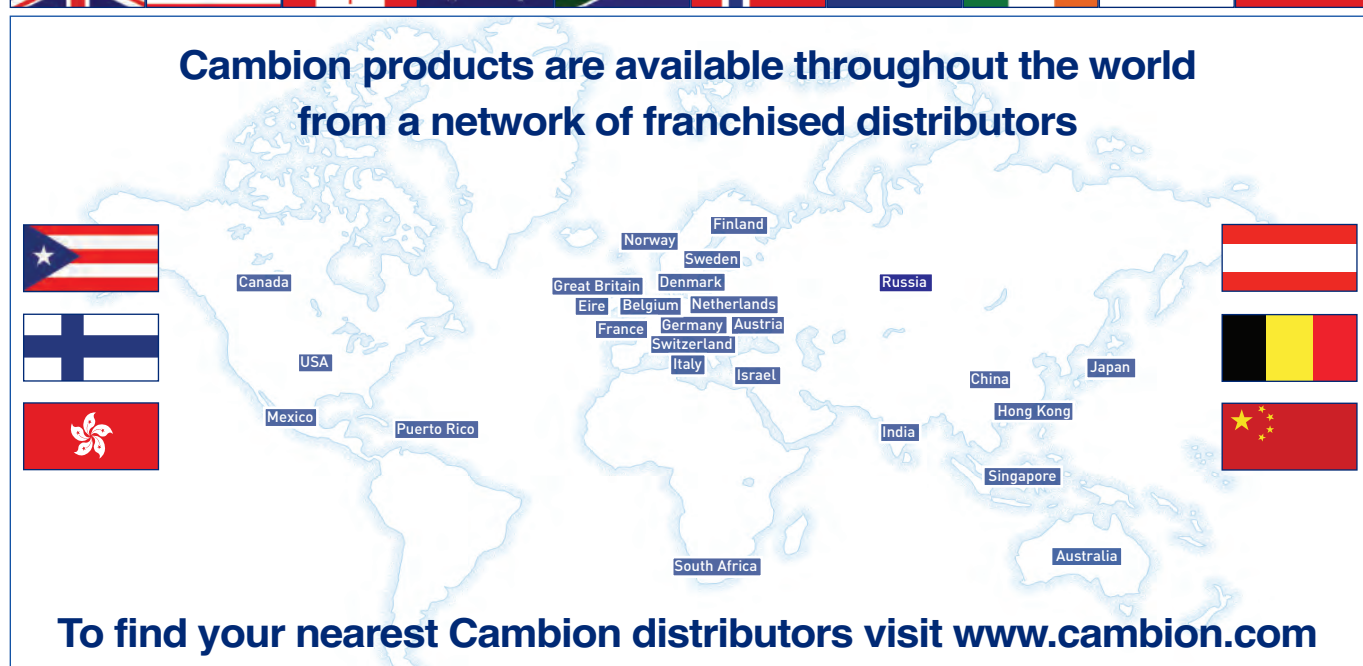 Cambion products are available throughout the world
from a network of franchised distributors
Finland
Norway
Sweden
Canada
Great Britain
Denmark
Russia
Eire
Belgium
Netherlands
France
Germany
Austria
Switzerland
USA
Italy
Israel
China
Japan
Mexico
Hong Kong
Puerto Rico
India
Singapore
Australia
South Africa
To find your nearest Cambion distributors visit www.cambion.com